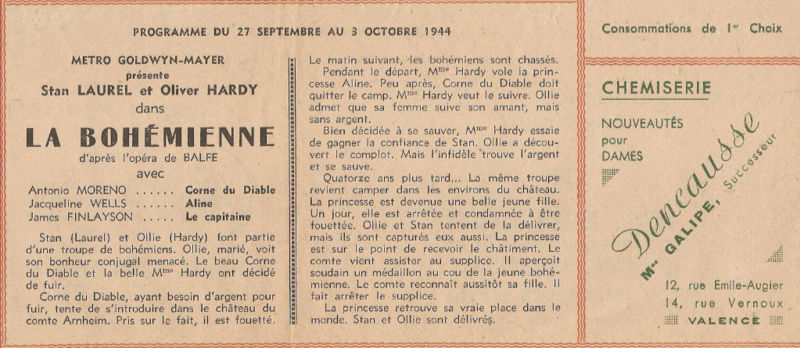 PROGRAMME DU 27 SEPTEMBRE AU 3 OCTOBRE 1944
METRO GOLDWYN-MAYER
présente
Stan LAUREL et Oliver HARDY
dans
LA BOHÉMIENNE
d'après l'opéra de BALFE
avec
Antonio MORENO ..... Corne du Diable
Jacqueline WELLS ..... Aline
James FINLAYSON ..... Le capitaine
Stan (Laurel) et Ollie (Hardy) font partie
d'une troupe de bohémiens. Ollie, marié, voit
son bonheur conjugal menacé. Le beau Corne
du Diable et la belle Mme Hardy ont décidé
de fuir.
Corne du Diable, ayant besoin d'argent pour
fuir, tente de s'introduire dans le château du
comte Arnheim. Pris sur le fait, il est fouetté.
Le matin suivant, les bohémiens sont chassés.
Pendant le départ, Mme Hardy vole la prin-
cesse Aline. Peu après, Corne du Diable doit
quitter le camp. Mme Hardy veut le suivre. Ollie
admet que sa femme suive son amant, mais
sans argent.
Bien décidée à se sauver, Mme Hardy essaie
de gagner la confiance de Stan. Ollie a décou-
vert le complot. Mais l'infidèle trouve l'argent
et se sauve.
Quatorze ans plus tard... La même troupe
revient camper dans les environs du château.
La princesse est devenue une belle jeune fille.
Un jour, elle est arrêtée et condamnée à être
fouettée. Ollie et Stan tentent de la délivrer,
mais ils sont capturés eux aussi. La princesse
est sur le point de recevoir le châtiment. Le
comte vient assister au supplice. Il aperçoit
soudain un médaillon au cou de la jeune bohé-
mienne. Le comte reconnaît aussitôt sa fille. Il
fait arrêter le supplice.
La princesse retrouve sa vraie place dans le
monde. Stan et Ollie sont délivrés.
Consommations de 1er Choix
CHEMISERIE
NOUVEAUTÉS
pour
DAMES
Dencausse
Mme GALIPE, Successeur
12, rue Emile-Augier
14, rue Vernoux
VALENCE